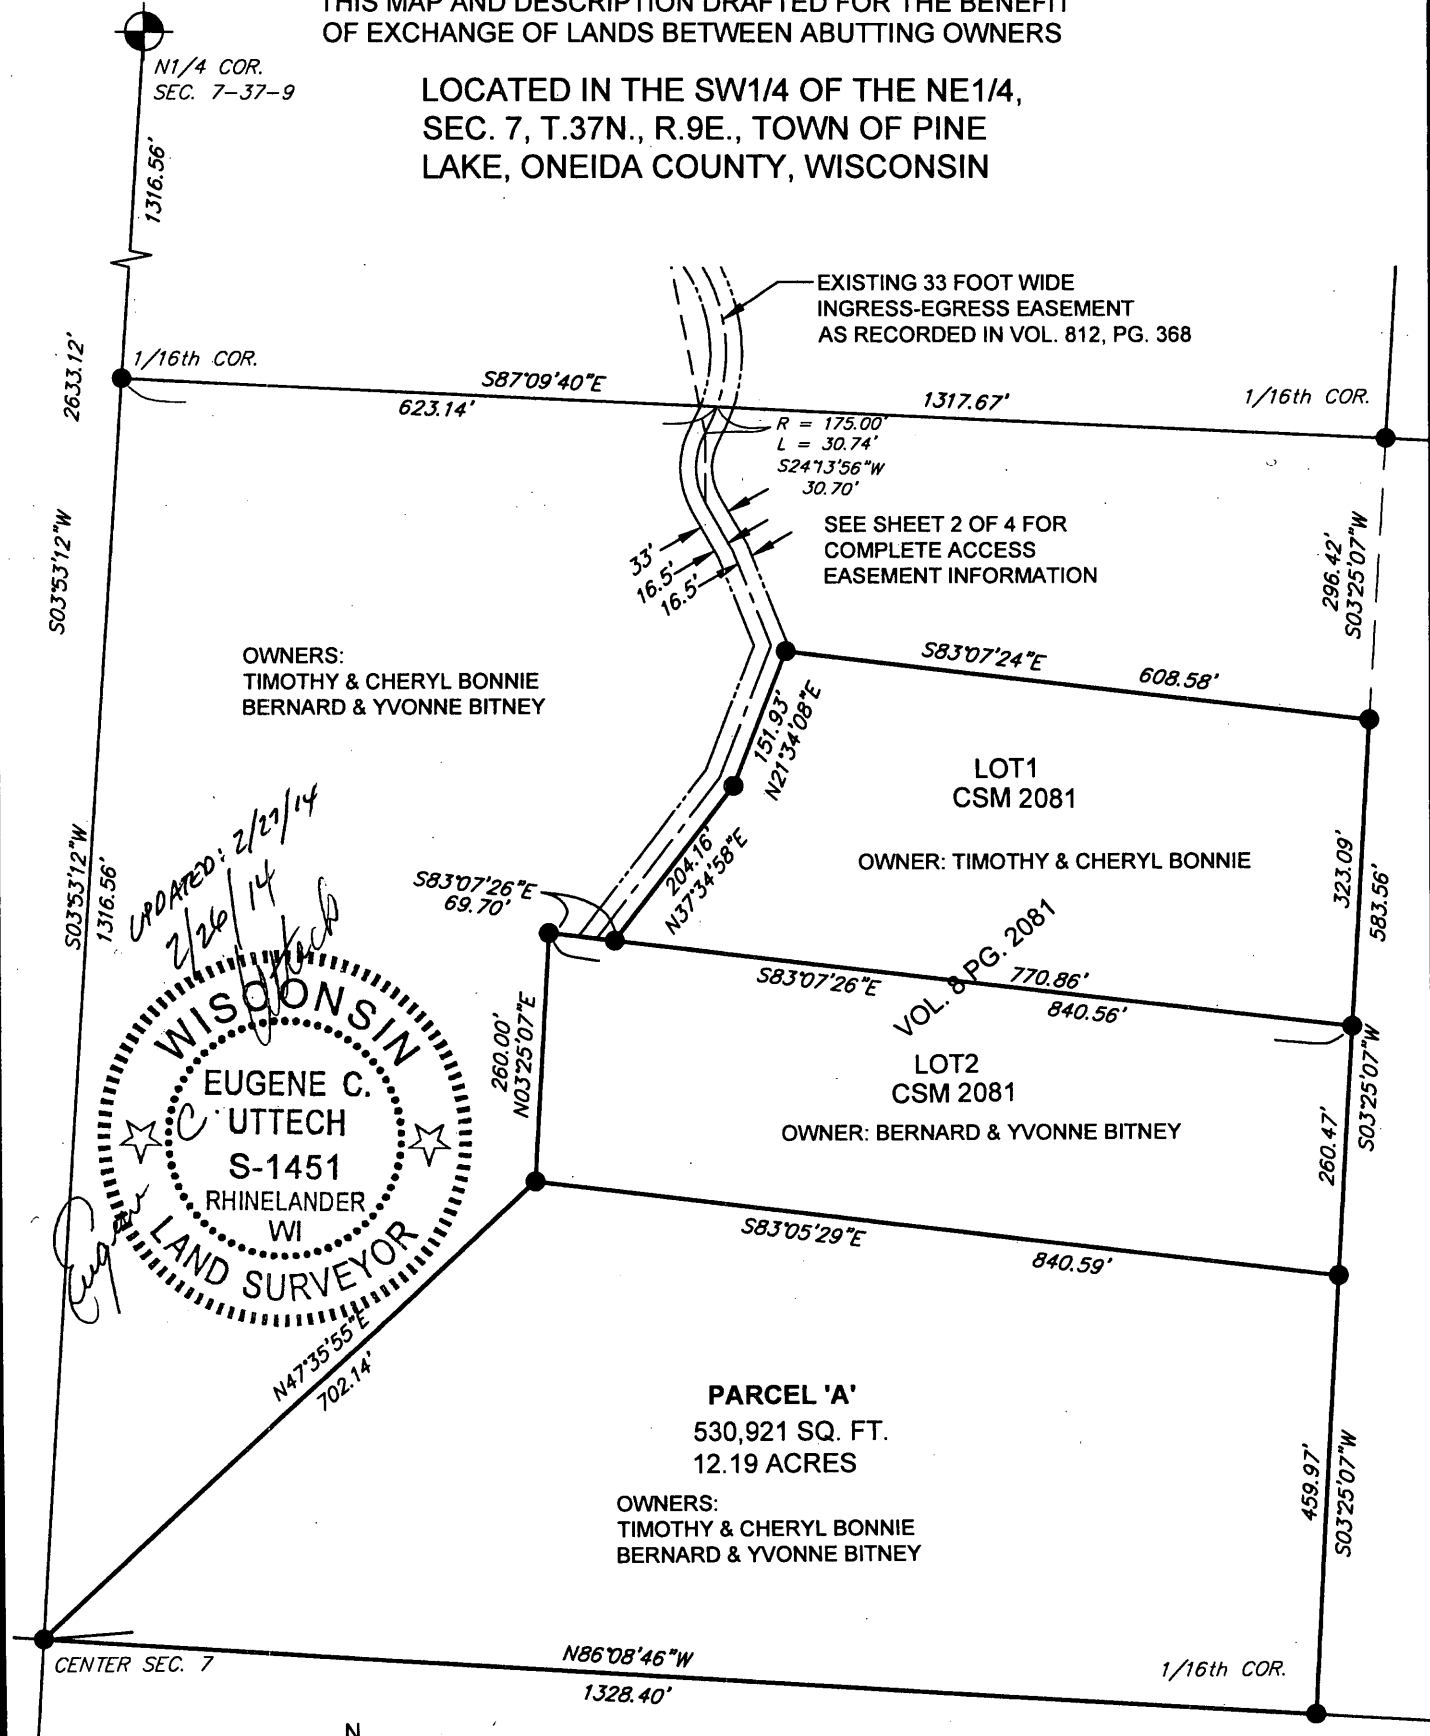 THIS MAP AND DESCRIPTION DRAFTED FOR THE BENEFIT
OF EXCHANGE OF LANDS BETWEEN ABUTTING OWNERS
N1/4 COR.
SEC. 7-37-9
LOCATED IN THE SW1/4 OF THE NE1/4,
SEC. 7, T.37N., R.9E., TOWN OF PINE
LAKE, ONEIDA COUNTY, WISCONSIN
1316.56'
EXISTING 33 FOOT WIDE
INGRESS-EGRESS EASEMENT
AS RECORDED IN VOL. 812, PG. 368
2633.12'
1/16th COR.
S87°09'40"E
623.14'
1317.67'
1/16th COR.
R = 175.00'
L = 30.74'
S24°13'56"W
30.70'
SEE SHEET 2 OF 4 FOR
COMPLETE ACCESS
EASEMENT INFORMATION
33'
16.5'
16.5'
S03°53'12"W
296.42'
S03°25'07"W
OWNERS:
TIMOTHY & CHERYL BONNIE
BERNARD & YVONNE BITNEY
S83°07'24"E
608.58'
151.93'
N21°34'08"E
LOT1
CSM 2081
OWNER: TIMOTHY & CHERYL BONNIE
323.09'
583.56'
S03°53'12"W
1316.56'
UPDATED: 2/27/14
2/26/14
Uttech
S83°07'26"E
69.70'
204.16'
N37°34'58"E
VOL. 8 PG. 2081
S83°07'26"E
770.86'
840.56'
LOT2
CSM 2081
OWNER: BERNARD & YVONNE BITNEY
260.00'
N03°25'07"E
260.47'
S03°25'07"W
WISCONSIN
EUGENE C.
UTTECH
S-1451
RHINELANDER
WI
LAND SURVEYOR
Eugene C.
S83°05'29"E
840.59'
N47°35'55"E
702.14'
PARCEL 'A'
530,921 SQ. FT.
12.19 ACRES
OWNERS:
TIMOTHY & CHERYL BONNIE
BERNARD & YVONNE BITNEY
459.97'
S03°25'07"W
CENTER SEC. 7
N86°08'46"W
1328.40'
1/16th COR.
N